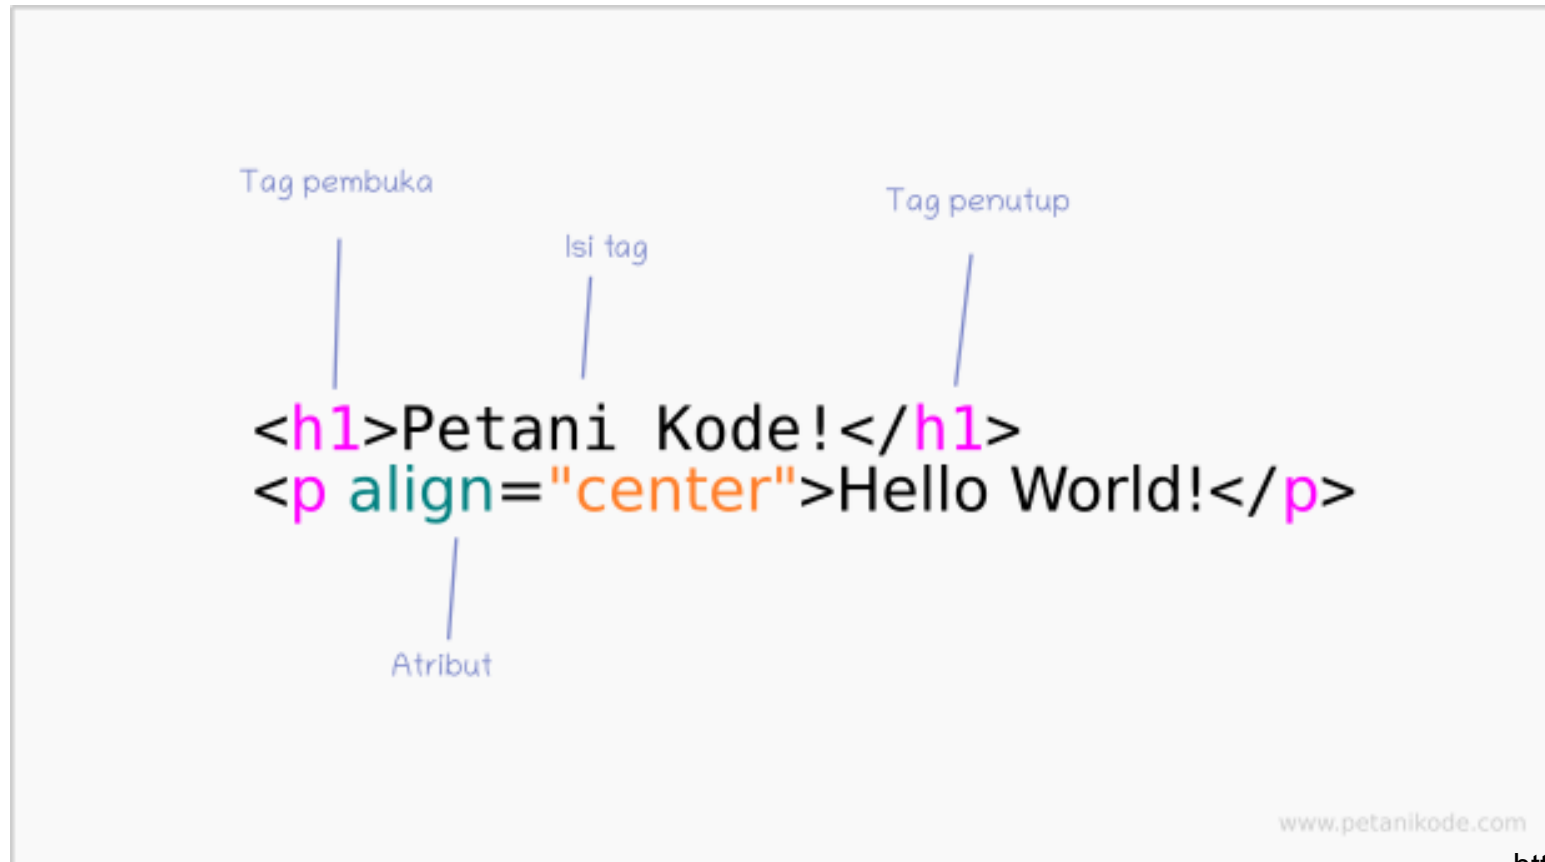 Tag pembuka
Tag penutup
Isi tag
<h1>Petani Kode!</h1>
<p align="center">Hello World!</p>
Atribut
www.petanikode.com